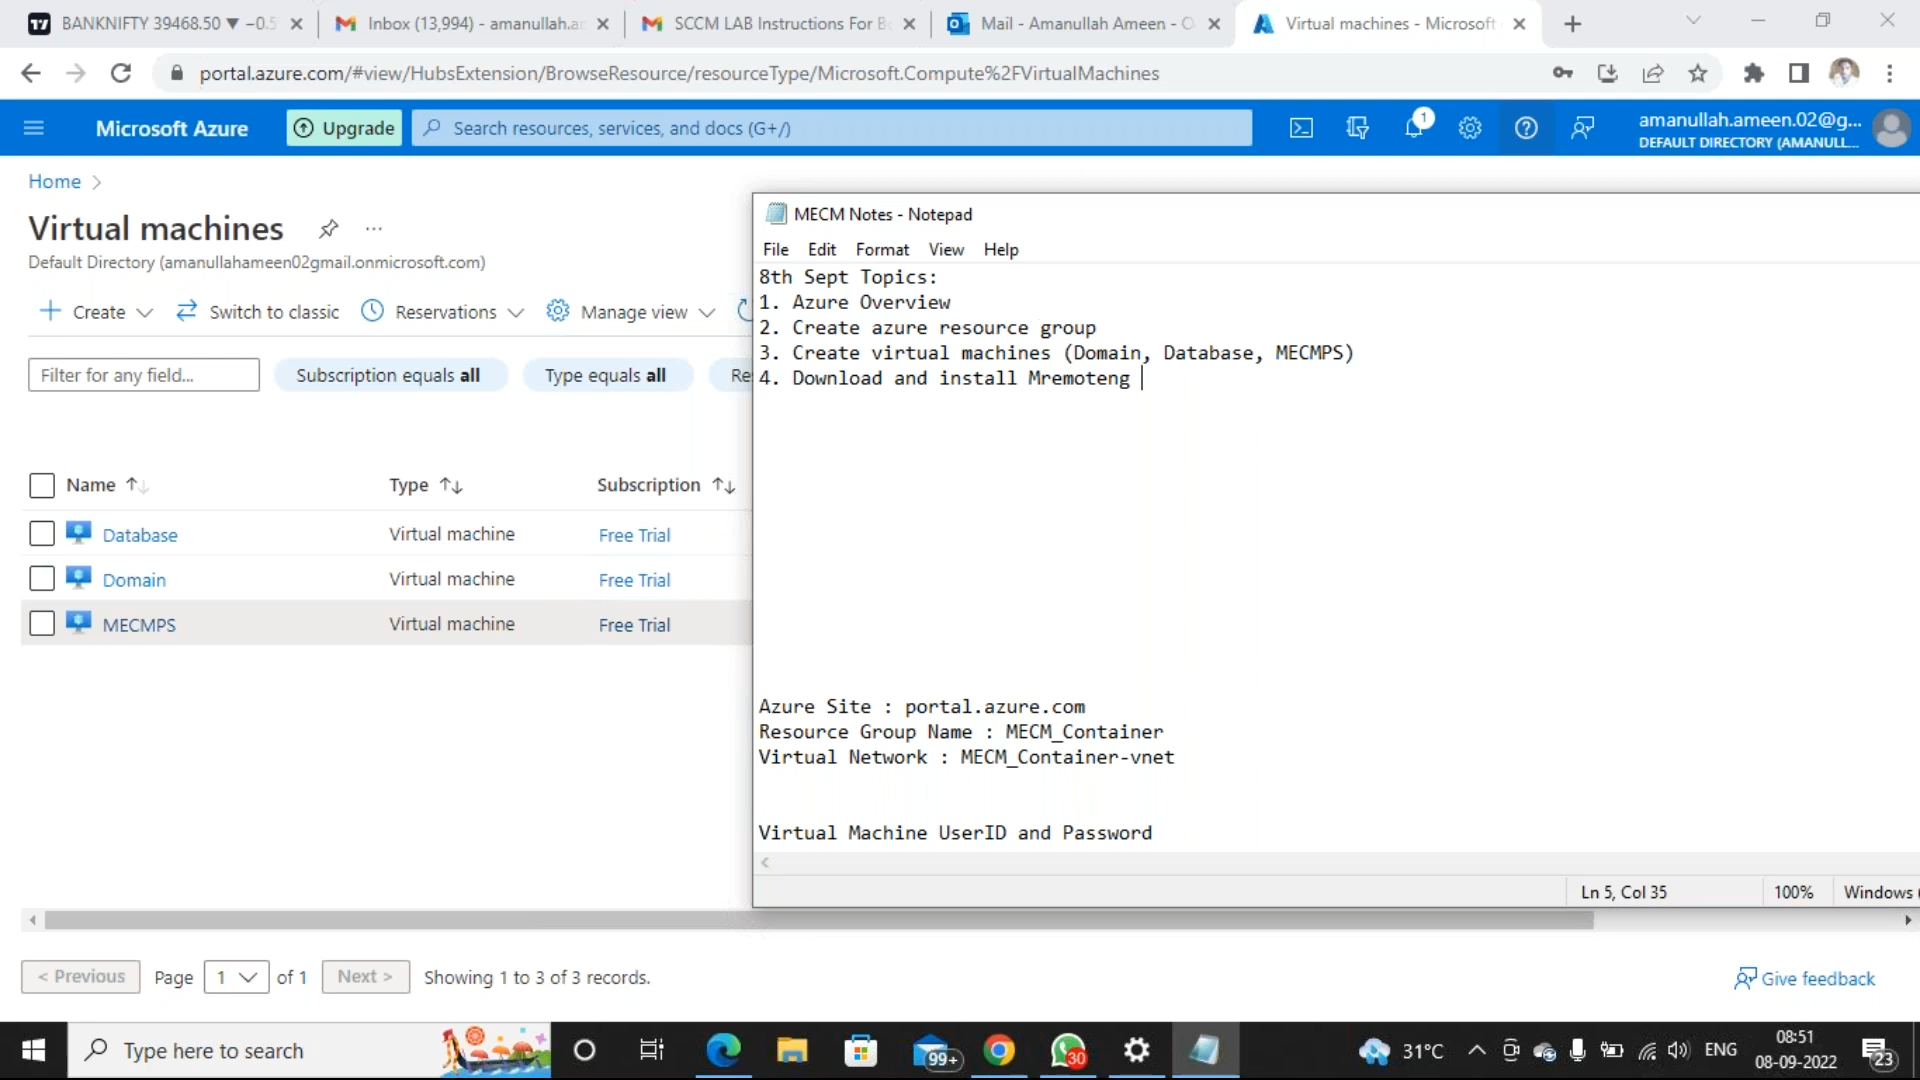 BANKNIFTY 39468.50 ▼ −0.5
Inbox (13,994) - amanullah.a
SCCM LAB Instructions For B
Mail - Amanullah Ameen - O
Virtual machines - Microsoft
portal.azure.com/#view/HubsExtension/BrowseResource/resourceType/Microsoft.Compute%2FVirtualMachines
Microsoft Azure
Upgrade
Search resources, services, and docs (G+/)
1
amanullah.ameen.02@g...
DEFAULT DIRECTORY (AMANULL...
Home
Virtual machines
Default Directory (amanullahameen02gmail.onmicrosoft.com)
Create
Switch to classic
Reservations
Manage view
Filter for any field...
Subscription equals all
Type equals all
Re
Name
Type
Subscription
Database
Virtual machine
Free Trial
Domain
Virtual machine
Free Trial
MECMPS
Virtual machine
Free Trial
MECM Notes - Notepad
File Edit Format View Help
8th Sept Topics:
1. Azure Overview
2. Create azure resource group
3. Create virtual machines (Domain, Database, MECMPS)
4. Download and install Mremoteng
Azure Site : portal.azure.com
Resource Group Name : MECM_Container
Virtual Network : MECM_Container-vnet
Virtual Machine UserID and Password
Ln 5, Col 35
100%
Windows (
< Previous
Page
1
of 1
Next >
Showing 1 to 3 of 3 records.
Give feedback
Type here to search
99+
30
31°C
ENG
08:51
08-09-2022
23